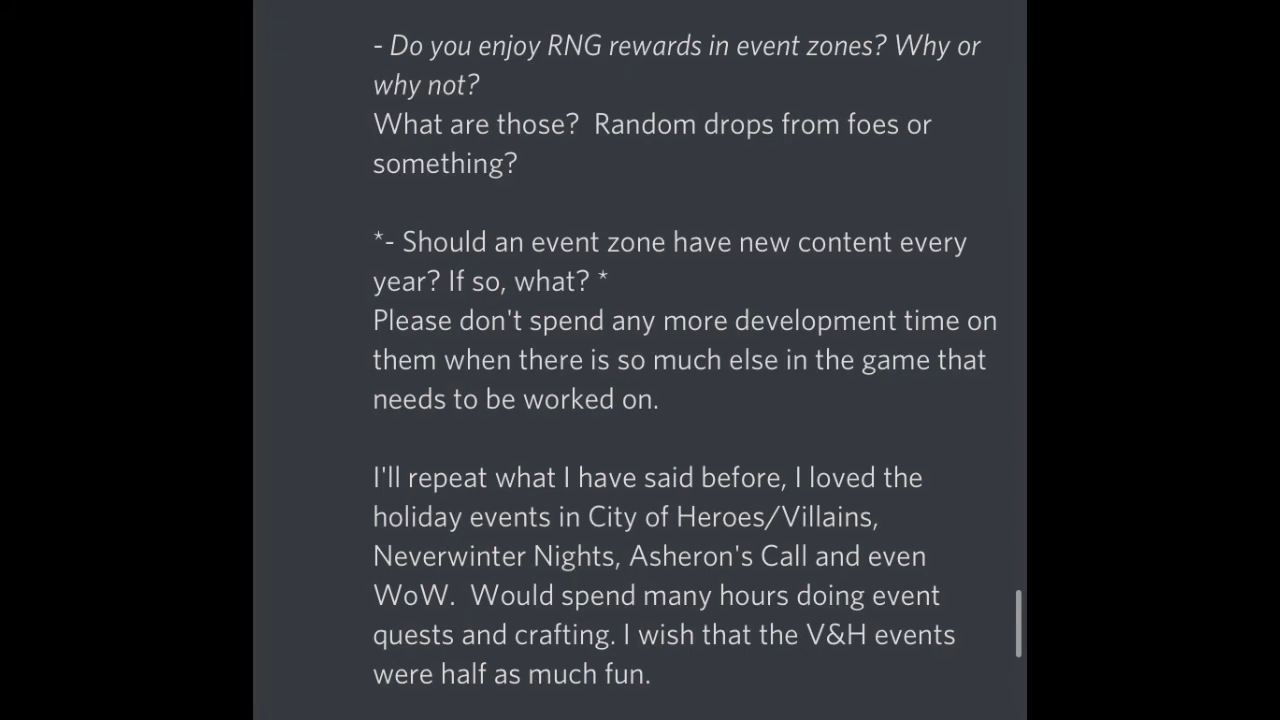 - Do you enjoy RNG rewards in event zones? Why or
why not?
What are those?  Random drops from foes or
something?
*- Should an event zone have new content every
year? If so, what? *
Please don't spend any more development time on
them when there is so much else in the game that
needs to be worked on.
I'll repeat what I have said before, I loved the
holiday events in City of Heroes/Villains,
Neverwinter Nights, Asheron's Call and even
WoW.  Would spend many hours doing event
quests and crafting. I wish that the V&H events
were half as much fun.